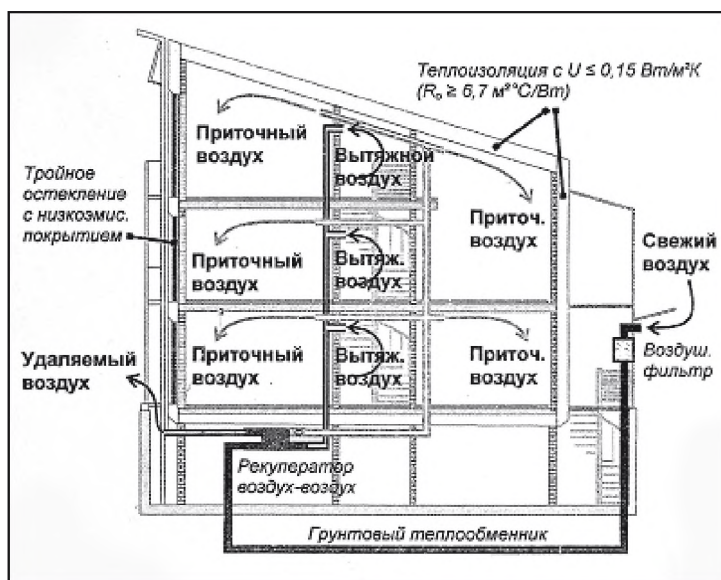 Теплоизоляция с U ≤ 0,15 Вт/м²К
(R₀ ≥ 6,7 м²°С/Вт)
Приточный
воздух
Вытяжной
воздух
Тройное
остекление
с низкоэмис.
покрытием
Приточ.
воздух
Свежий
воздух
Приточный
воздух
Вытяж.
воздух
Удаляемый
воздух
Приточный
воздух
Вытяж.
воздух
Приточ.
воздух
Воздуш.
фильтр
Рекуператор
воздух-воздух
Грунтовый теплообменник